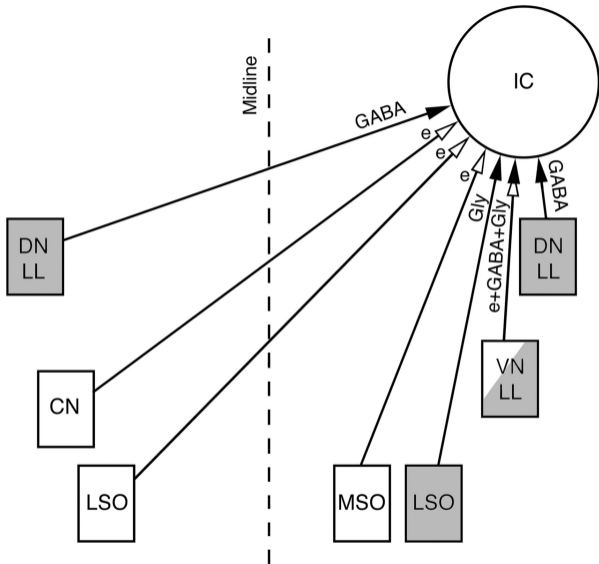 IC
Midline
GABA
e
e
e
Gly
e+GABA+Gly
GABA
DN
LL
DN
LL
VN
LL
CN
LSO
MSO
LSO